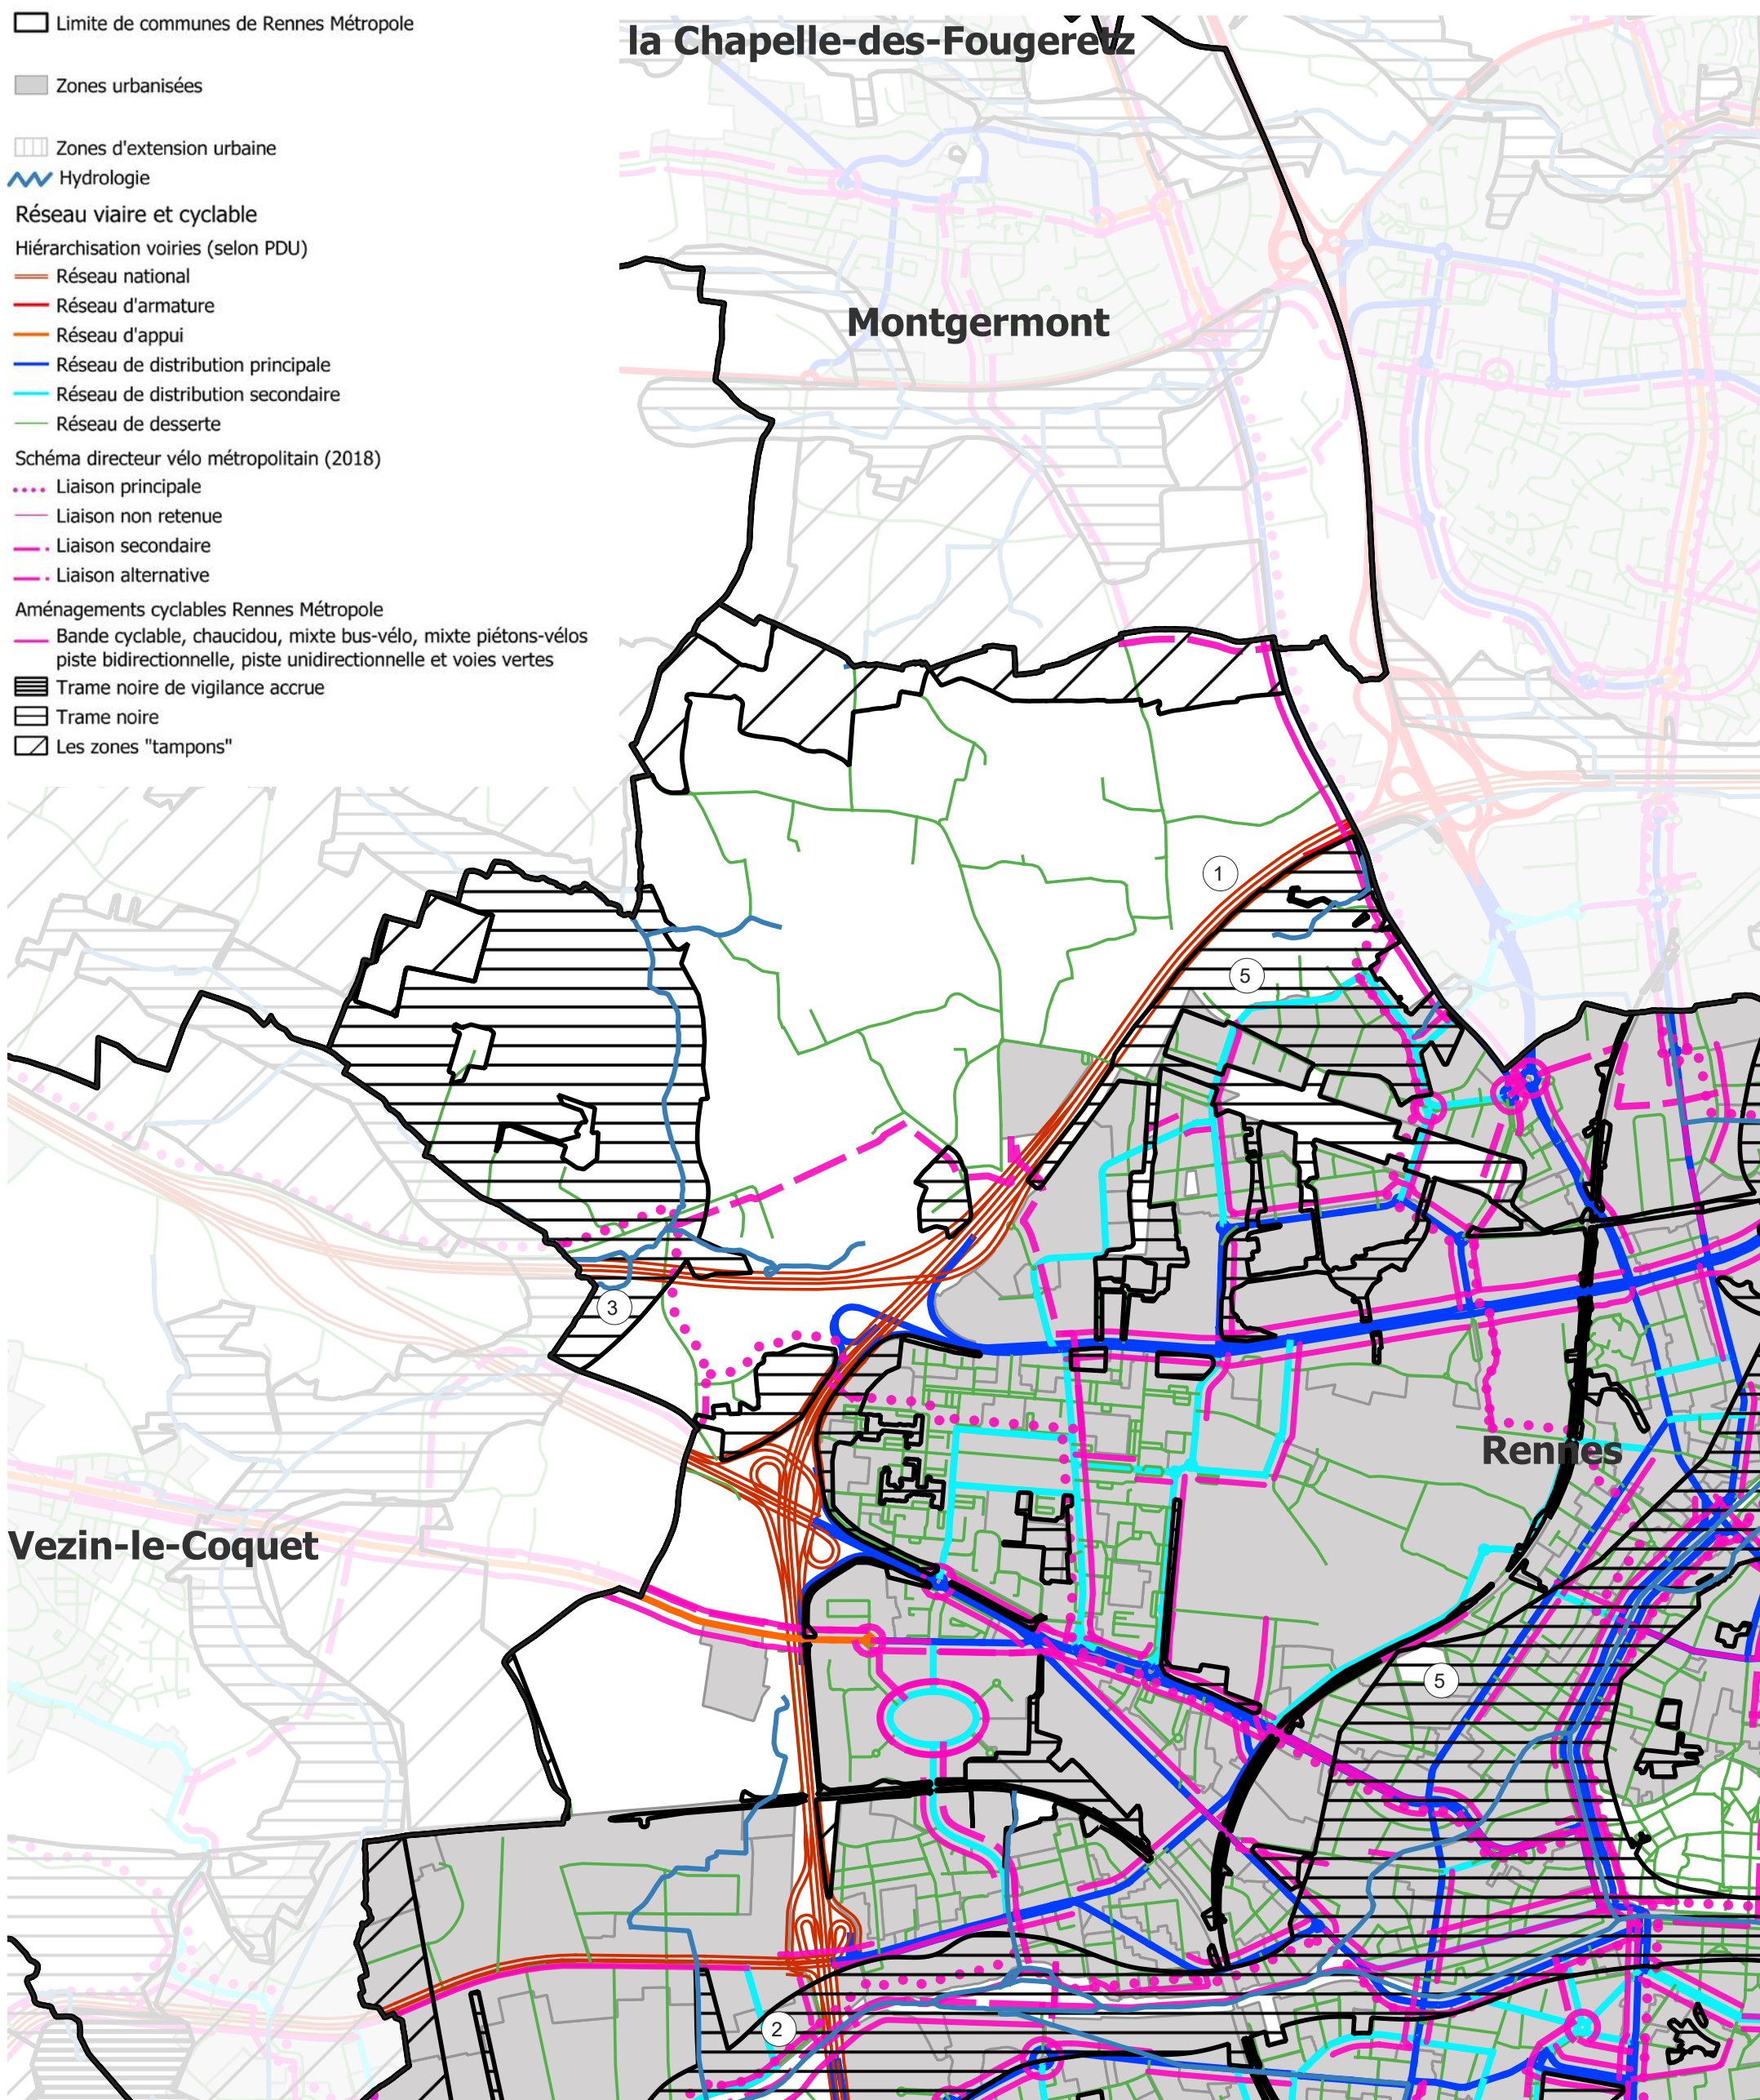 Limite de communes de Rennes Métropole
Zones urbanisées
Zones d'extension urbaine
Hydrologie
Réseau viaire et cyclable
Hiérarchisation voiries (selon PDU)
Réseau national
Réseau d'armature
Réseau d'appui
Réseau de distribution principale
Réseau de distribution secondaire
Réseau de desserte
Schéma directeur vélo métropolitain (2018)
Liaison principale
Liaison non retenue
Liaison secondaire
Liaison alternative
Aménagements cyclables Rennes Métropole
Bande cyclable, chaucidou, mixte bus-vélo, mixte piétons-vélos
piste bidirectionnelle, piste unidirectionnelle et voies vertes
Trame noire de vigilance accrue
Trame noire
Les zones "tampons"
la Chapelle-des-Fougeretz
Montgermont
1
5
3
Rennes
Vezin-le-Coquet
5
2